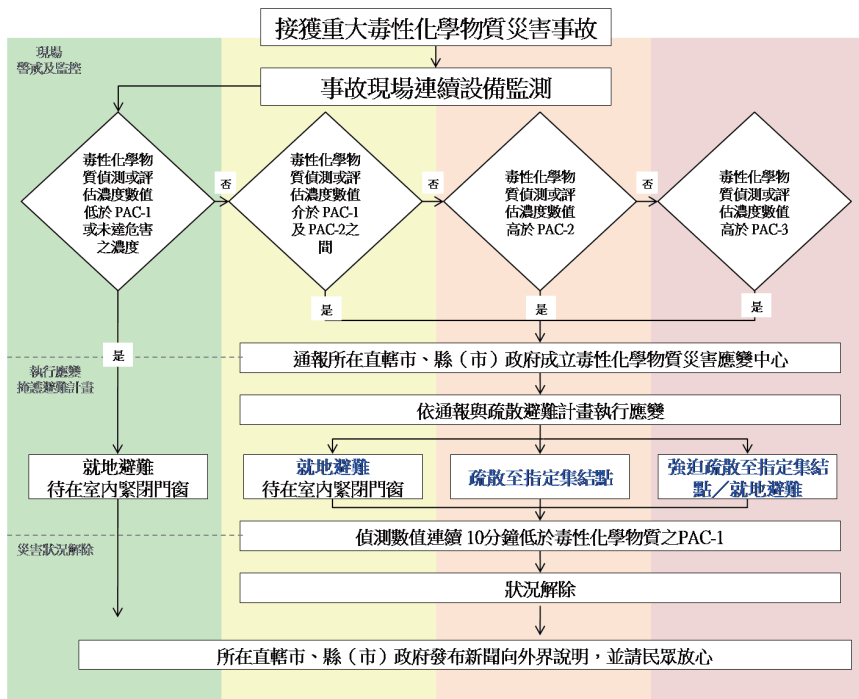 接獲重大毒性化學物質災害事故
現場
警戒及監控
事故現場連續設備監測
毒性化學物
質偵測或評
估濃度數值
低於 PAC-1
或未達危害
之濃度
否
毒性化學物
質偵測或評
估濃度數值
介於 PAC-1
及 PAC-2之
間
否
毒性化學物
質偵測或評
估濃度數值
高於 PAC-2
否
毒性化學物
質偵測或評
估濃度數值
高於 PAC-3
是
是
是
是
通報所在直轄市、縣（市）政府成立毒性化學物質災害應變中心
執行應變
掩護避難計畫
依通報與疏散避難計畫執行應變
就地避難
待在室內緊閉門窗
就地避難
待在室內緊閉門窗
疏散至指定集結點
強迫疏散至指定集結
點／就地避難
偵測數值連續 10分鐘低於毒性化學物質之PAC-1
災害狀況解除
狀況解除
所在直轄市、縣（市）政府發布新聞向外界說明，並請民眾放心